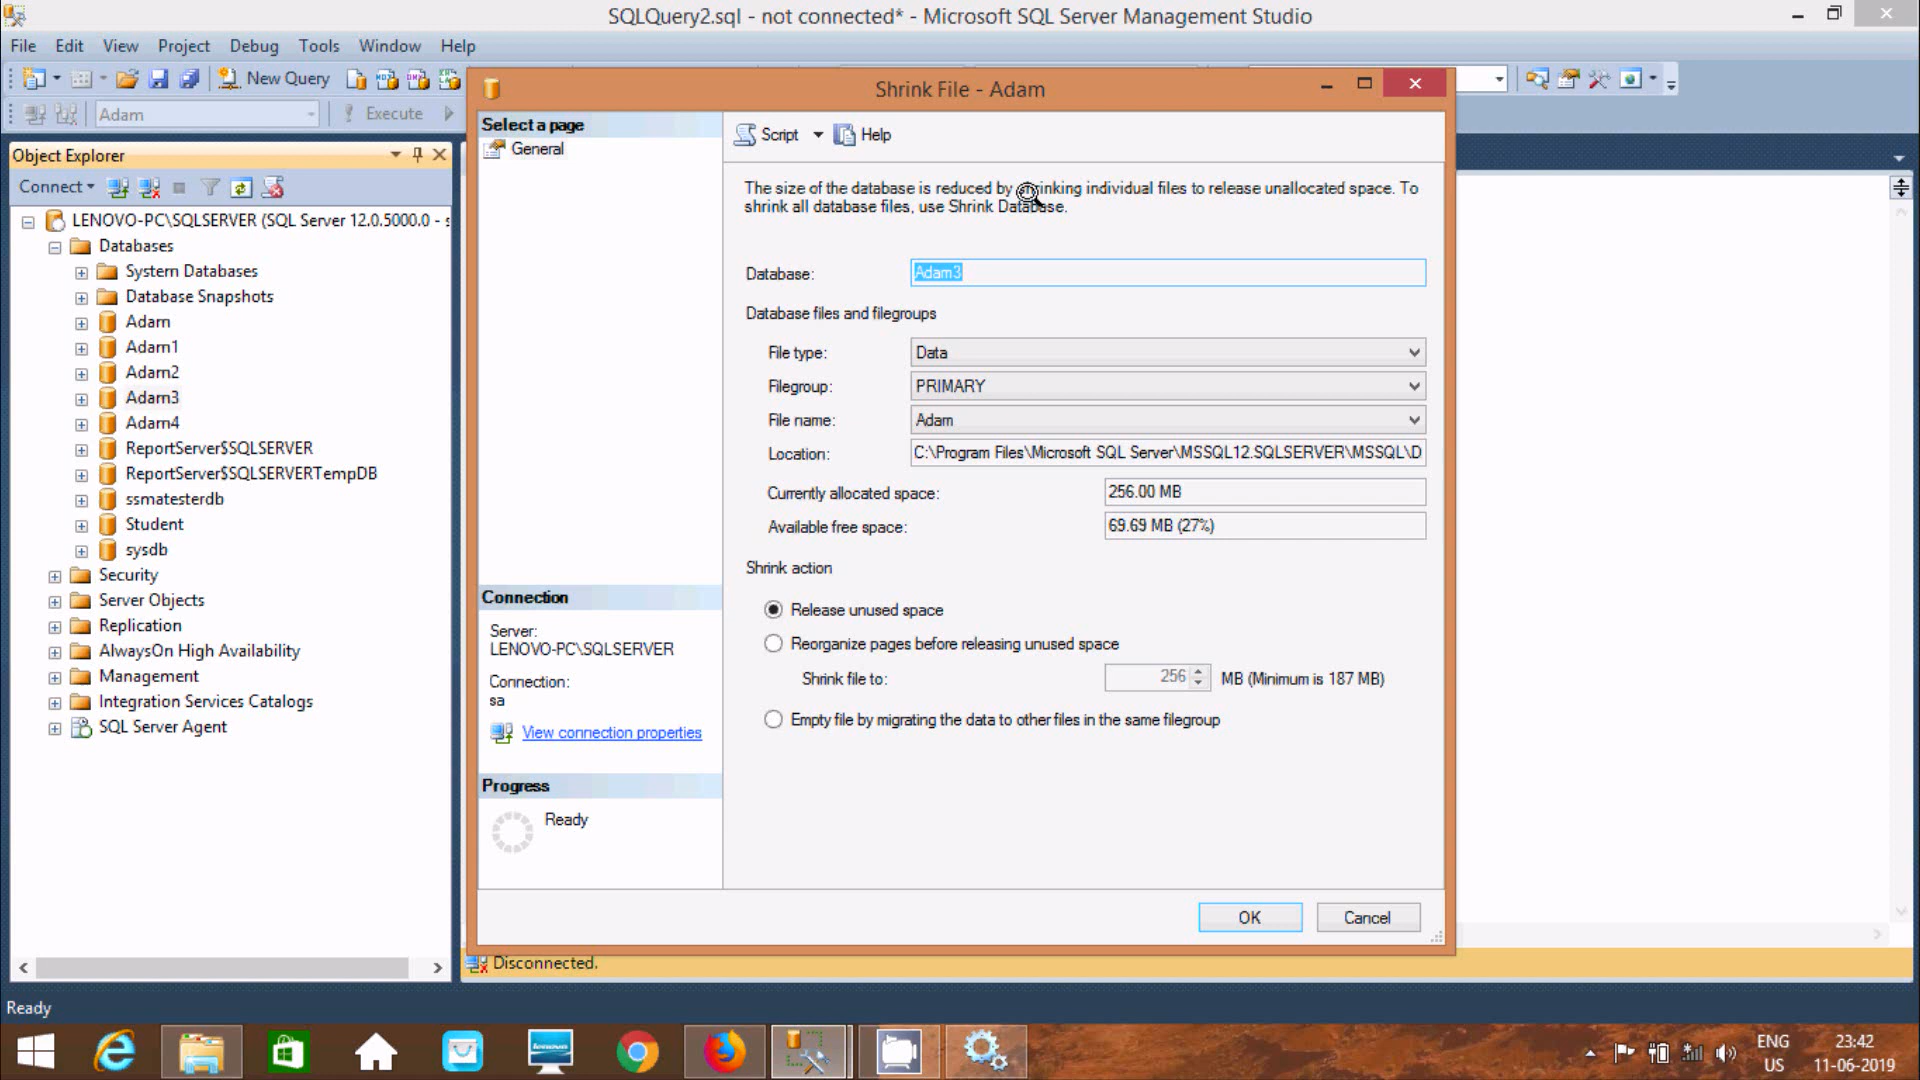 SQLQuery2.sql - not connected* - Microsoft SQL Server Management Studio
File Edit View Project Debug Tools Window Help
New Query
Adam
Execute
Object Explorer
Connect
LENOVO-PC\SQLSERVER (SQL Server 12.0.5000.0 - s
Databases
System Databases
Database Snapshots
Adam
Adam1
Adam2
Adam3
Adam4
ReportServer$SQLSERVER
ReportServer$SQLSERVERTempDB
ssmatesterdb
Student
sysdb
Security
Server Objects
Replication
AlwaysOn High Availability
Management
Integration Services Catalogs
SQL Server Agent
Shrink File - Adam
Select a page
General
Script Help
The size of the database is reduced by shrinking individual files to release unallocated space. To
shrink all database files, use Shrink Database.
Database: Adam3
Database files and filegroups
File type: Data
Filegroup: PRIMARY
File name: Adam
Location: C:\Program Files\Microsoft SQL Server\MSSQL12.SQLSERVER\MSSQL\D
Currently allocated space: 256.00 MB
Available free space: 69.69 MB (27%)
Shrink action
Release unused space
Reorganize pages before releasing unused space
Shrink file to: 256 MB (Minimum is 187 MB)
Empty file by migrating the data to other files in the same filegroup
Connection
Server:
LENOVO-PC\SQLSERVER
Connection:
sa
View connection properties
Progress
Ready
OK Cancel
Disconnected.
Ready
ENG
US
23:42
11-06-2019